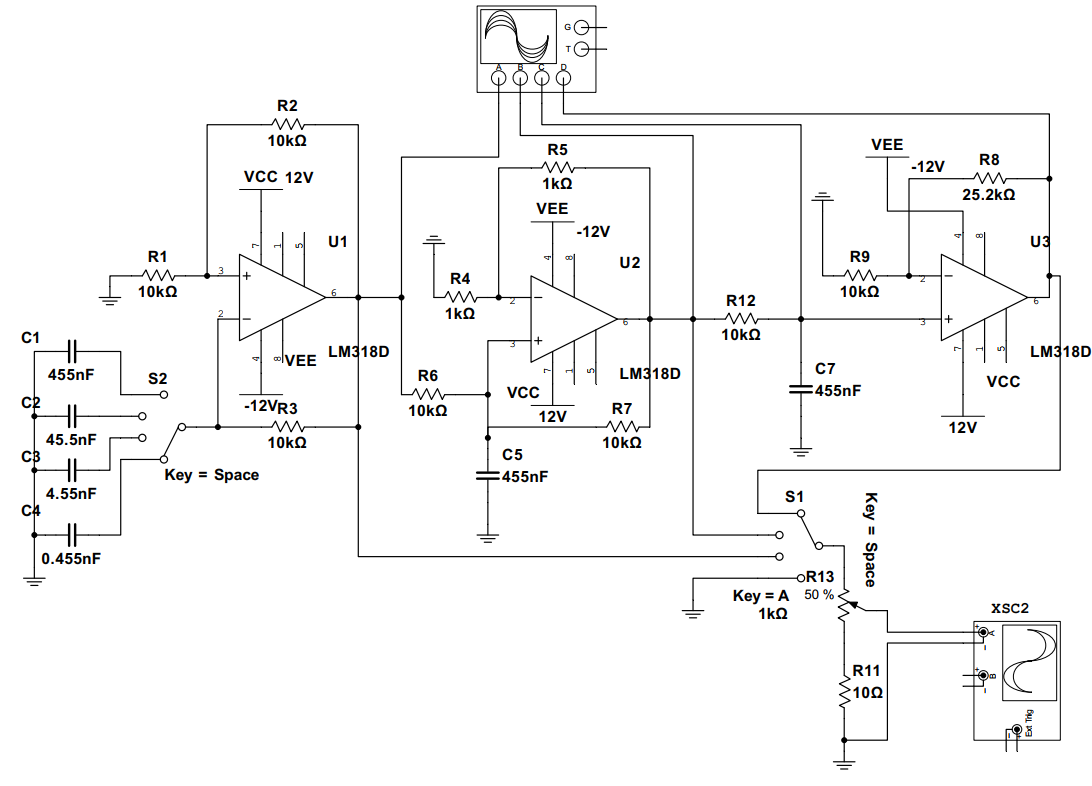 G
T
A B C D
R2
10kΩ
VCC 12V
7 1 5
U1
R1
10kΩ
3
2
6
4 8
VEE
LM318D
-12V
R3
10kΩ
C1
455nF
S2
C2
45.5nF
C3
4.55nF
Key = Space
C4
0.455nF
R5
1kΩ
VEE
-12V
4 8
U2
R4
1kΩ
2
3
6
7 1 5
LM318D
VCC
12V
R6
10kΩ
R7
10kΩ
C5
455nF
R12
10kΩ
C7
455nF
VEE
-12V
R8
25.2kΩ
4 8
U3
R9
10kΩ
2
3
6
7 1 5
LM318D
VCC
12V
S1
Key = Space
R13
50 %
Key = A
1kΩ
R11
10Ω
XSC2
A
B
Ext Trig